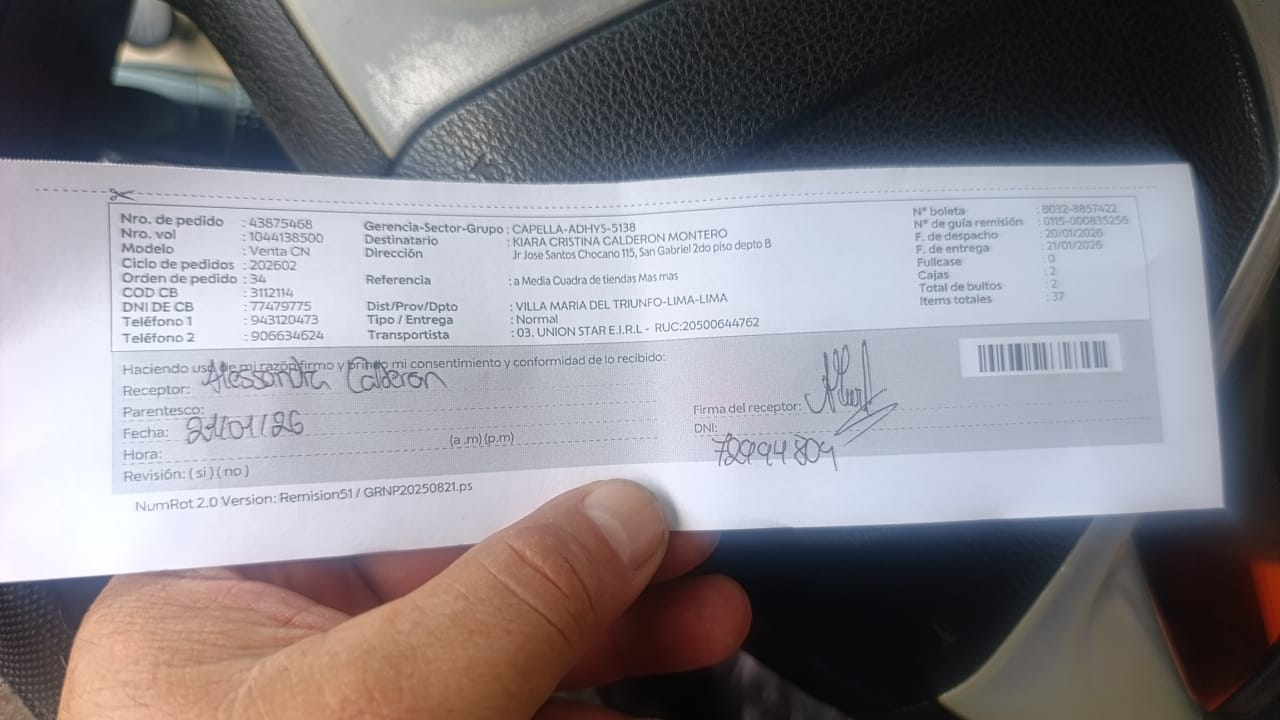 Nro. de pedido : 43875468
Nro. vol : 1044138500
Modelo : Venta CN
Ciclo de pedidos : 202602
Orden de pedido : 34
COD CB : 3112114
DNI DE CB : 77479775
Teléfono 1 : 943120473
Teléfono 2 : 906634624
Gerencia-Sector-Grupo : CAPELLA-ADHYS-5138
Destinatario : KIARA CRISTINA CALDERON MONTERO
Dirección : Jr Jose Santos Chocano 115, San Gabriel 2do piso depto B
Referencia : a Media Cuadra de tiendas Mas mas
Dist/Prov/Dpto : VILLA MARIA DEL TRIUNFO-LIMA-LIMA
Tipo / Entrega : Normal
Transportista : 03. UNION STAR E.I.R.L - RUC:20500644762
N° boleta : B032-8857422
N° de guía remisión : 0115-000835256
F. de despacho : 20/01/2026
F. de entrega : 21/01/2026
Fullcase : 0
Cajas : 2
Total de bultos : 2
Items totales : 37
Haciendo uso de mi razón firmo y brindo mi consentimiento y conformidad de lo recibido:
Receptor: Alessandra Calderon
Parentesco:
Fecha: 21/01/26
Hora: (a .m) (p.m)
Revisión: ( si ) ( no )
Firma del receptor:
DNI:
NumRot 2.0 Version: Remision51 / GRNP20250821.ps